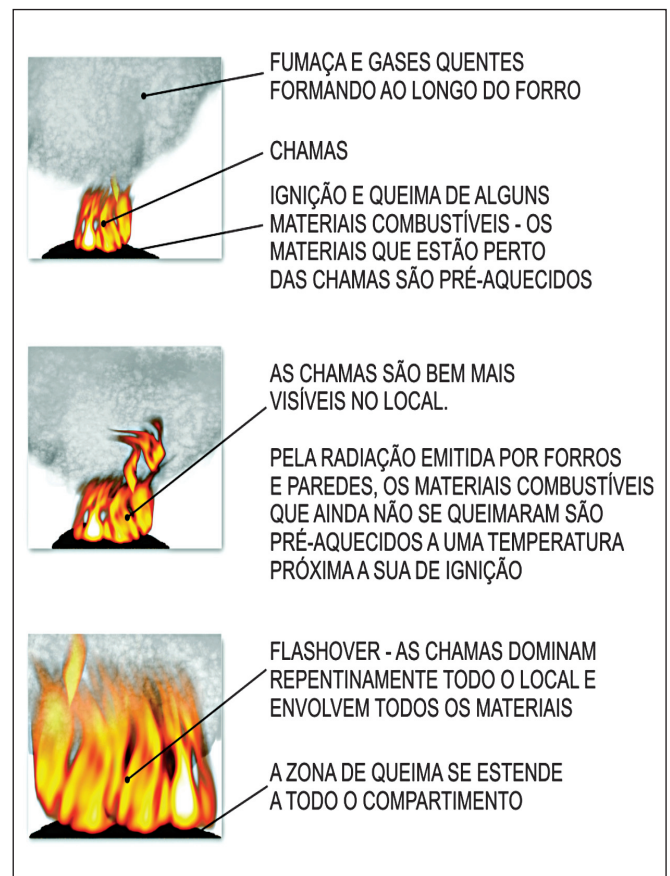 FUMAÇA E GASES QUENTES
FORMANDO AO LONGO DO FORRO
CHAMAS
IGNIÇÃO E QUEIMA DE ALGUNS
MATERIAIS COMBUSTÍVEIS - OS
MATERIAIS QUE ESTÃO PERTO
DAS CHAMAS SÃO PRÉ-AQUECIDOS
AS CHAMAS SÃO BEM MAIS
VISÍVEIS NO LOCAL.
PELA RADIAÇÃO EMITIDA POR FORROS
E PAREDES, OS MATERIAIS COMBUSTÍVEIS
QUE AINDA NÃO SE QUEIMARAM SÃO
PRÉ-AQUECIDOS A UMA TEMPERATURA
PRÓXIMA A SUA DE IGNIÇÃO
FLASHOVER - AS CHAMAS DOMINAM
REPENTINAMENTE TODO O LOCAL E
ENVOLVEM TODOS OS MATERIAIS
A ZONA DE QUEIMA SE ESTENDE
A TODO O COMPARTIMENTO